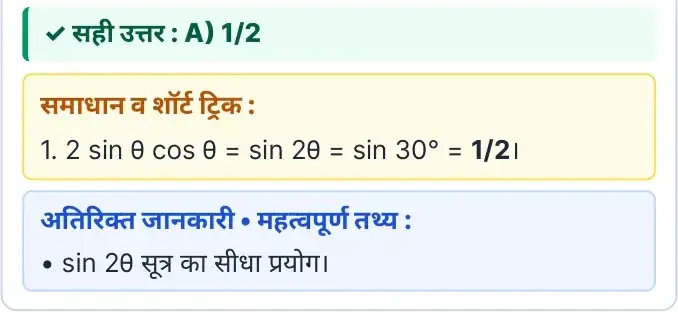 ✓ सही उत्तर : A) 1/2
समाधान व शॉर्ट ट्रिक :
1. 2 sin θ cos θ = sin 2θ = sin 30° = 1/2।
अतिरिक्त जानकारी • महत्वपूर्ण तथ्य :
• sin 2θ सूत्र का सीधा प्रयोग।